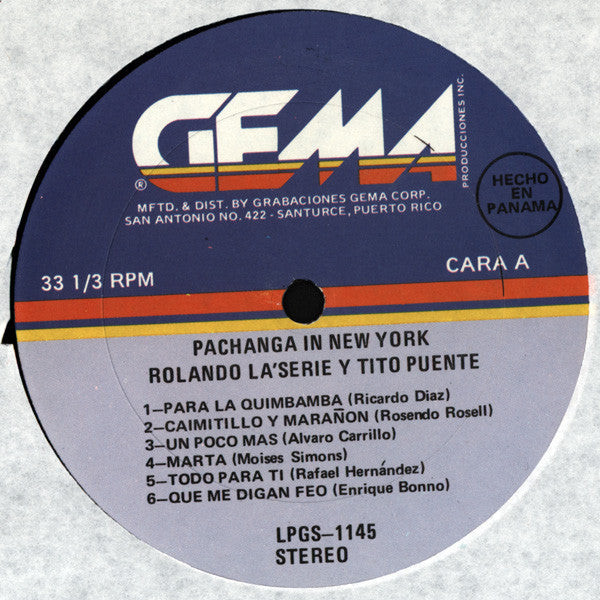 GEMA
PRODUCCIONES INC.
®
MFTD. & DIST. BY GRABACIONES GEMA CORP.
SAN ANTONIO NO. 422 - SANTURCE, PUERTO RICO
HECHO
EN
PANAMA
33 1/3 RPM
CARA A
PACHANGA IN NEW YORK
ROLANDO LA'SERIE Y TITO PUENTE
1-PARA LA QUIMBAMBA (Ricardo Diaz)
2-CAIMITILLO Y MARAÑON (Rosendo Rosell)
3-UN POCO MAS (Alvaro Carrillo)
4-MARTA (Moises Simons)
5-TODO PARA TI (Rafael Hernández)
6-QUE ME DIGAN FEO (Enrique Bonno)
LPGS-1145
STEREO